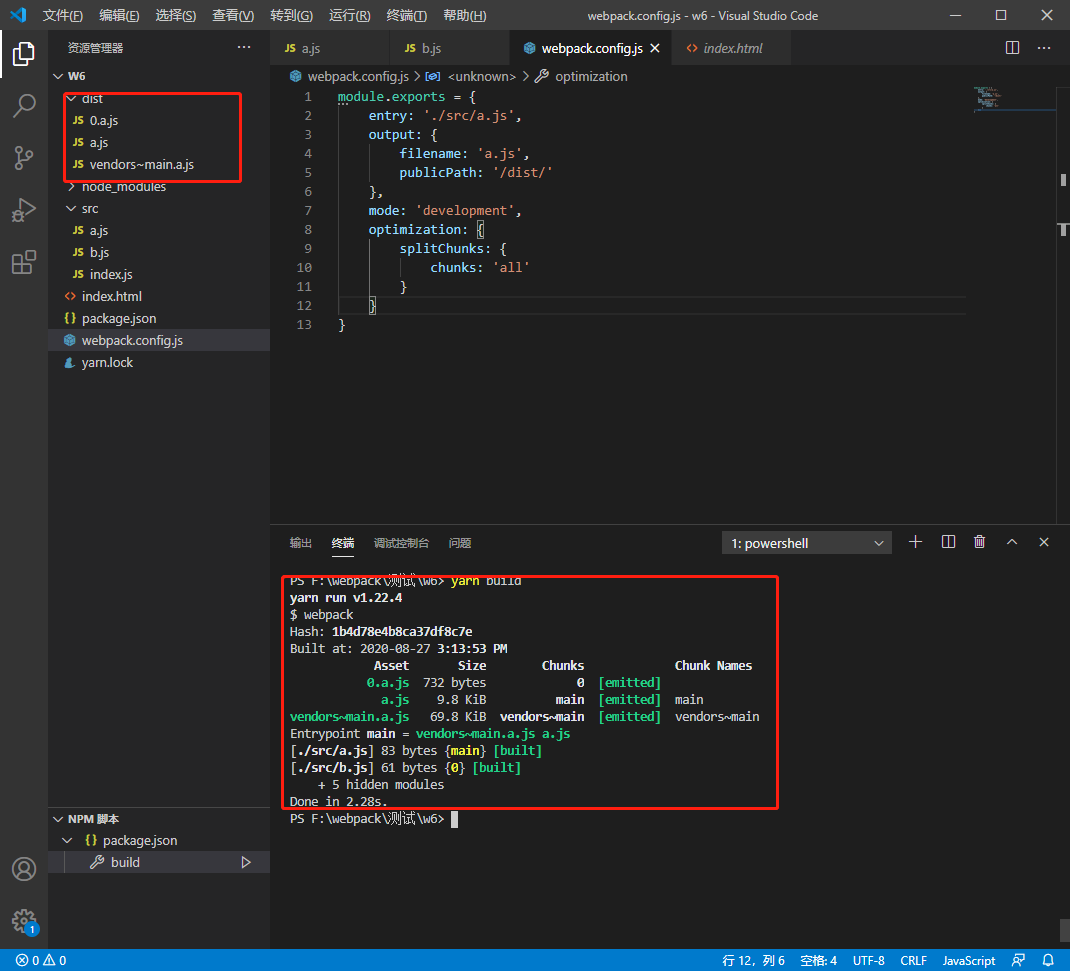 文件(F) 编辑(E) 选择(S) 查看(V) 转到(G) 运行(R) 终端(T) 帮助(H) webpack.config.js - w6 - Visual Studio Code
资源管理器 ···
JS a.js JS b.js webpack.config.js <> index.html ···
W6
dist
JS 0.a.js
JS a.js
JS vendors~main.a.js
node_modules
src
JS a.js
JS b.js
JS index.js
<> index.html
{} package.json
webpack.config.js
yarn.lock
webpack.config.js > <unknown> > optimization
1 module.exports = {
2 entry: './src/a.js',
3 output: {
4 filename: 'a.js',
5 publicPath: '/dist/'
6 },
7 mode: 'development',
8 optimization: {
9 splitChunks: {
10 chunks: 'all'
11 }
12 }
13 }
输出 终端 调试控制台 问题 1: powershell
PS F:\webpack\测试\w6> yarn build
yarn run v1.22.4
$ webpack
Hash: 1b4d78e4b8ca37df8c7e
Built at: 2020-08-27 3:13:53 PM
Asset Size Chunks Chunk Names
0.a.js 732 bytes 0 [emitted]
a.js 9.8 KiB main [emitted] main
vendors~main.a.js 69.8 KiB vendors~main [emitted] vendors~main
Entrypoint main = vendors~main.a.js a.js
[./src/a.js] 83 bytes {main} [built]
[./src/b.js] 61 bytes {0} [built]
+ 5 hidden modules
Done in 2.28s.
PS F:\webpack\测试\w6>
NPM 脚本
{} package.json
build
1
0 0 行 12，列 6 空格: 4 UTF-8 CRLF JavaScript